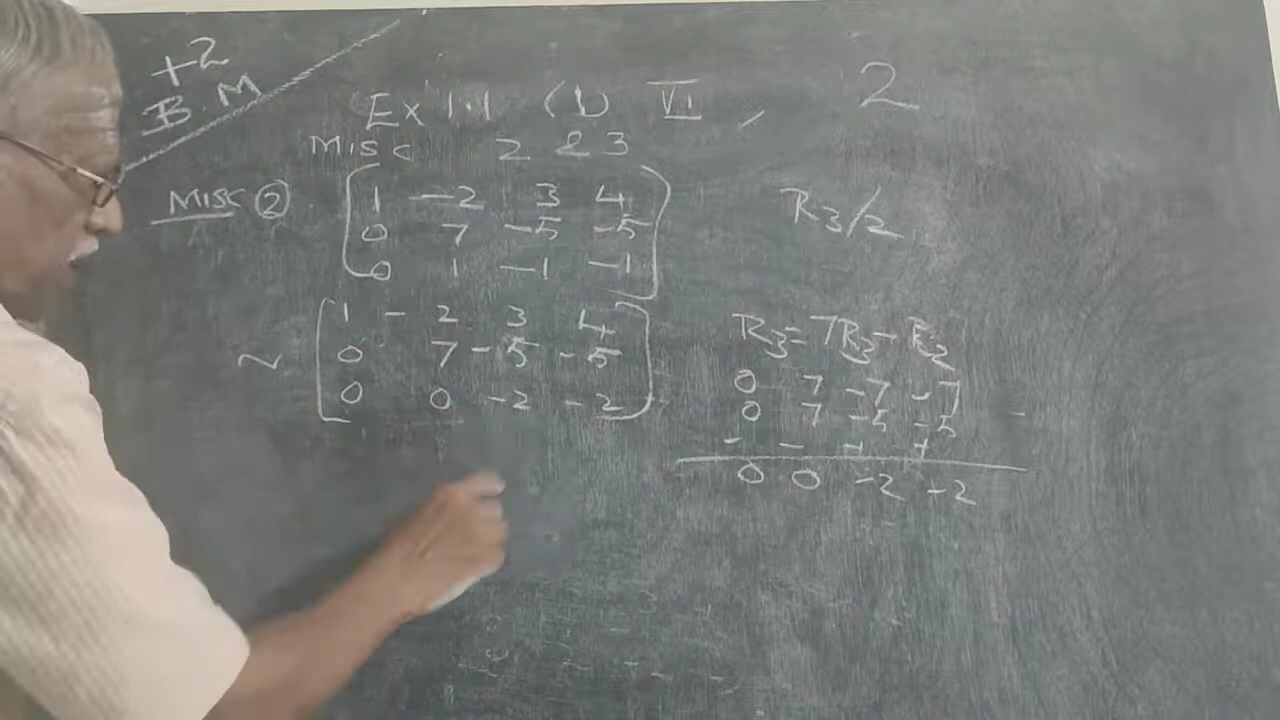 +2
B.M
Ex 1.1 (1) VI, 2
Misc 2 & 3
Misc ② 1 -2 3 4 R3/2
0 7 -5 -5
0 1 -1 -1
~ 1 -2 3 4
0 7 -5 -5
0 0 -2 -2
R3 = 7R3 - R2
0 7 -7 -7
0 7 -5 -5
- - + +
0 0 -2 -2